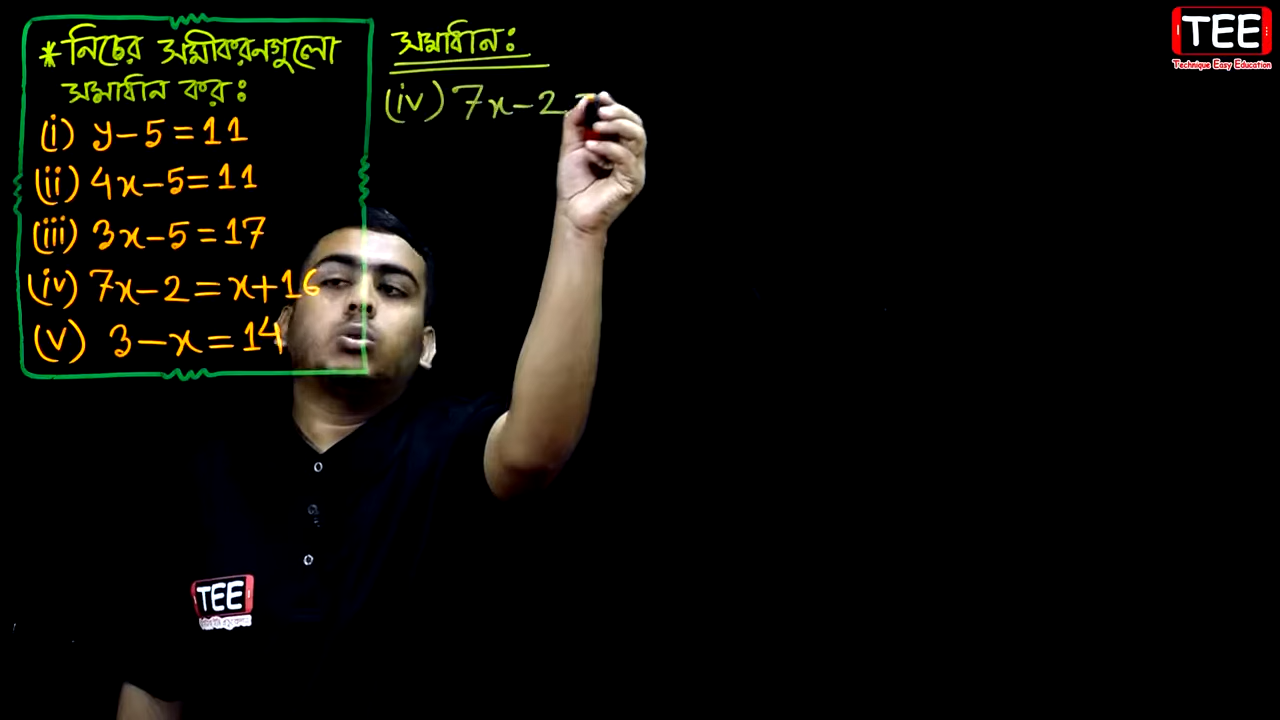 * নিচের সমীকরনগুলো
সমাধান কর:
(i) y-5=11
(ii) 4x-5=11
(iii) 3x-5=17
(iv) 7x-2=x+16
(v) 3-x=14
সমাধান:
(iv) 7x-2
TEE
Technique Easy Education
TEE